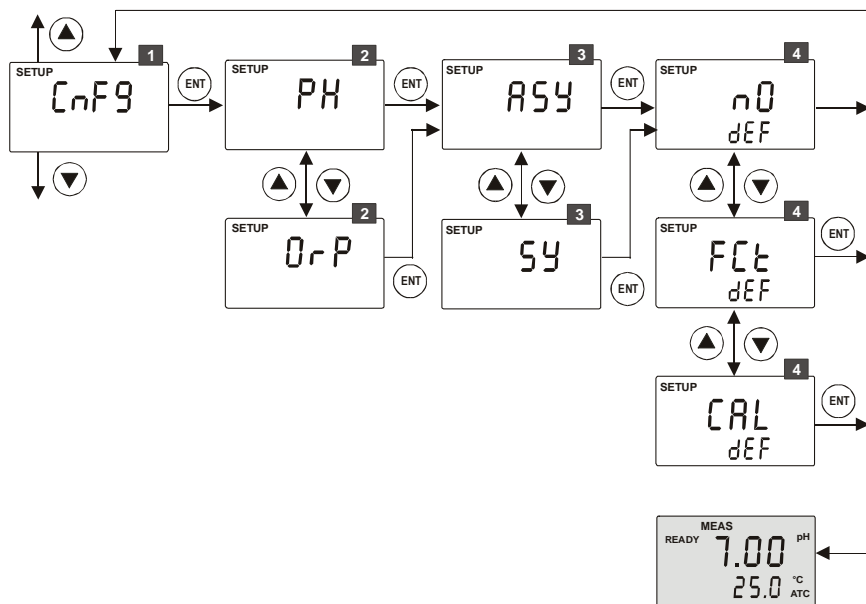 1
SETUP
CnF9
ENT
2
SETUP
PH
ENT
3
SETUP
ASY
ENT
4
SETUP
nO
dEF
2
SETUP
OrP
ENT
3
SETUP
SY
ENT
4
SETUP
FCt
dEF
ENT
4
SETUP
CAL
dEF
ENT
MEAS
READY 7.00 pH
25.0 °C
ATC